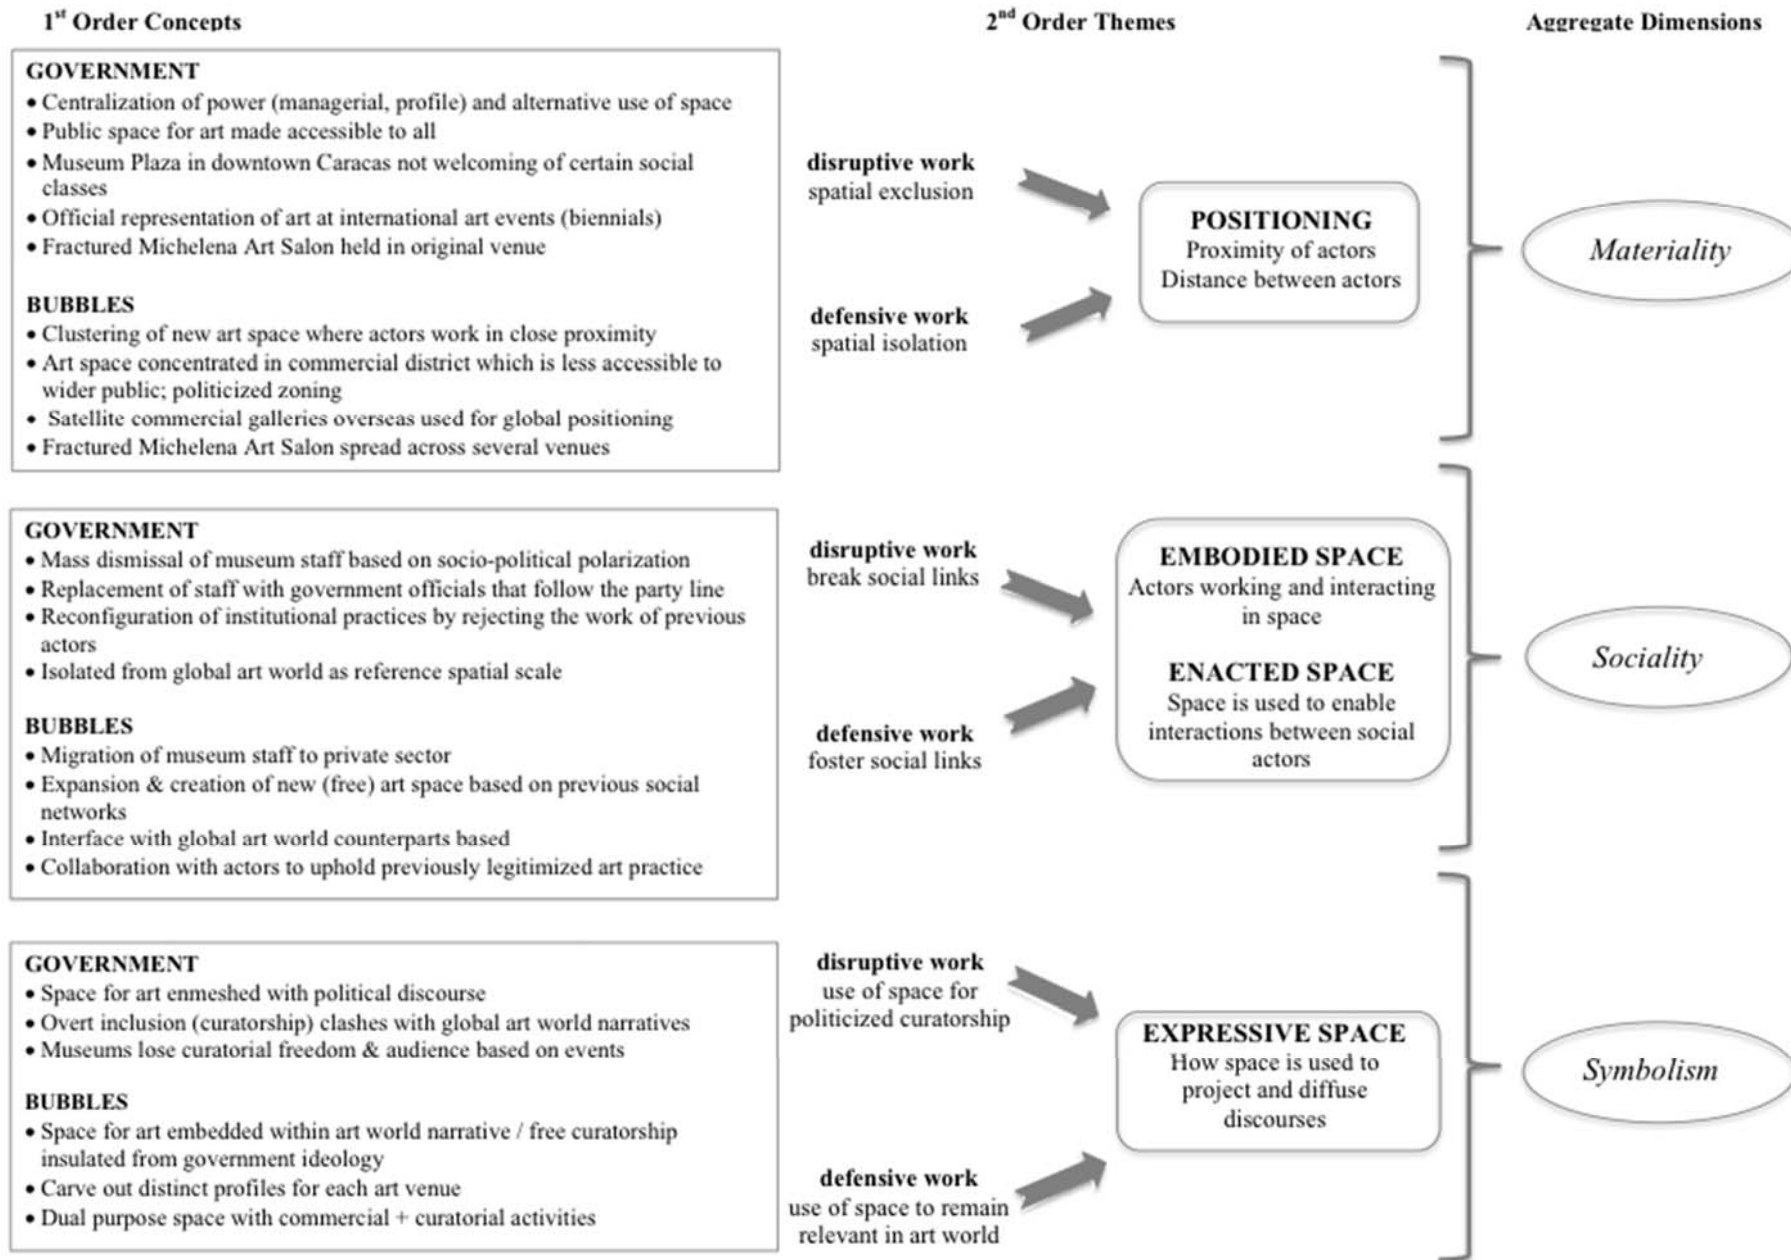 1st Order Concepts
2nd Order Themes
Aggregate Dimensions
GOVERNMENT
• Centralization of power (managerial, profile) and alternative use of space
• Public space for art made accessible to all
• Museum Plaza in downtown Caracas not welcoming of certain social
classes
• Official representation of art at international art events (biennials)
• Fractured Michelena Art Salon held in original venue
BUBBLES
• Clustering of new art space where actors work in close proximity
• Art space concentrated in commercial district which is less accessible to
wider public; politicized zoning
• Satellite commercial galleries overseas used for global positioning
• Fractured Michelena Art Salon spread across several venues
disruptive work
spatial exclusion
defensive work
spatial isolation
POSITIONING
Proximity of actors
Distance between actors
Materiality
GOVERNMENT
• Mass dismissal of museum staff based on socio-political polarization
• Replacement of staff with government officials that follow the party line
• Reconfiguration of institutional practices by rejecting the work of previous
actors
• Isolated from global art world as reference spatial scale
BUBBLES
• Migration of museum staff to private sector
• Expansion & creation of new (free) art space based on previous social
networks
• Interface with global art world counterparts based
• Collaboration with actors to uphold previously legitimized art practice
disruptive work
break social links
defensive work
foster social links
EMBODIED SPACE
Actors working and interacting
in space
ENACTED SPACE
Space is used to enable
interactions between social
actors
Sociality
GOVERNMENT
• Space for art enmeshed with political discourse
• Overt inclusion (curatorship) clashes with global art world narratives
• Museums lose curatorial freedom & audience based on events
BUBBLES
• Space for art embedded within art world narrative / free curatorship
insulated from government ideology
• Carve out distinct profiles for each art venue
• Dual purpose space with commercial + curatorial activities
disruptive work
use of space for
politicized curatorship
defensive work
use of space to remain
relevant in art world
EXPRESSIVE SPACE
How space is used to
project and diffuse
discourses
Symbolism